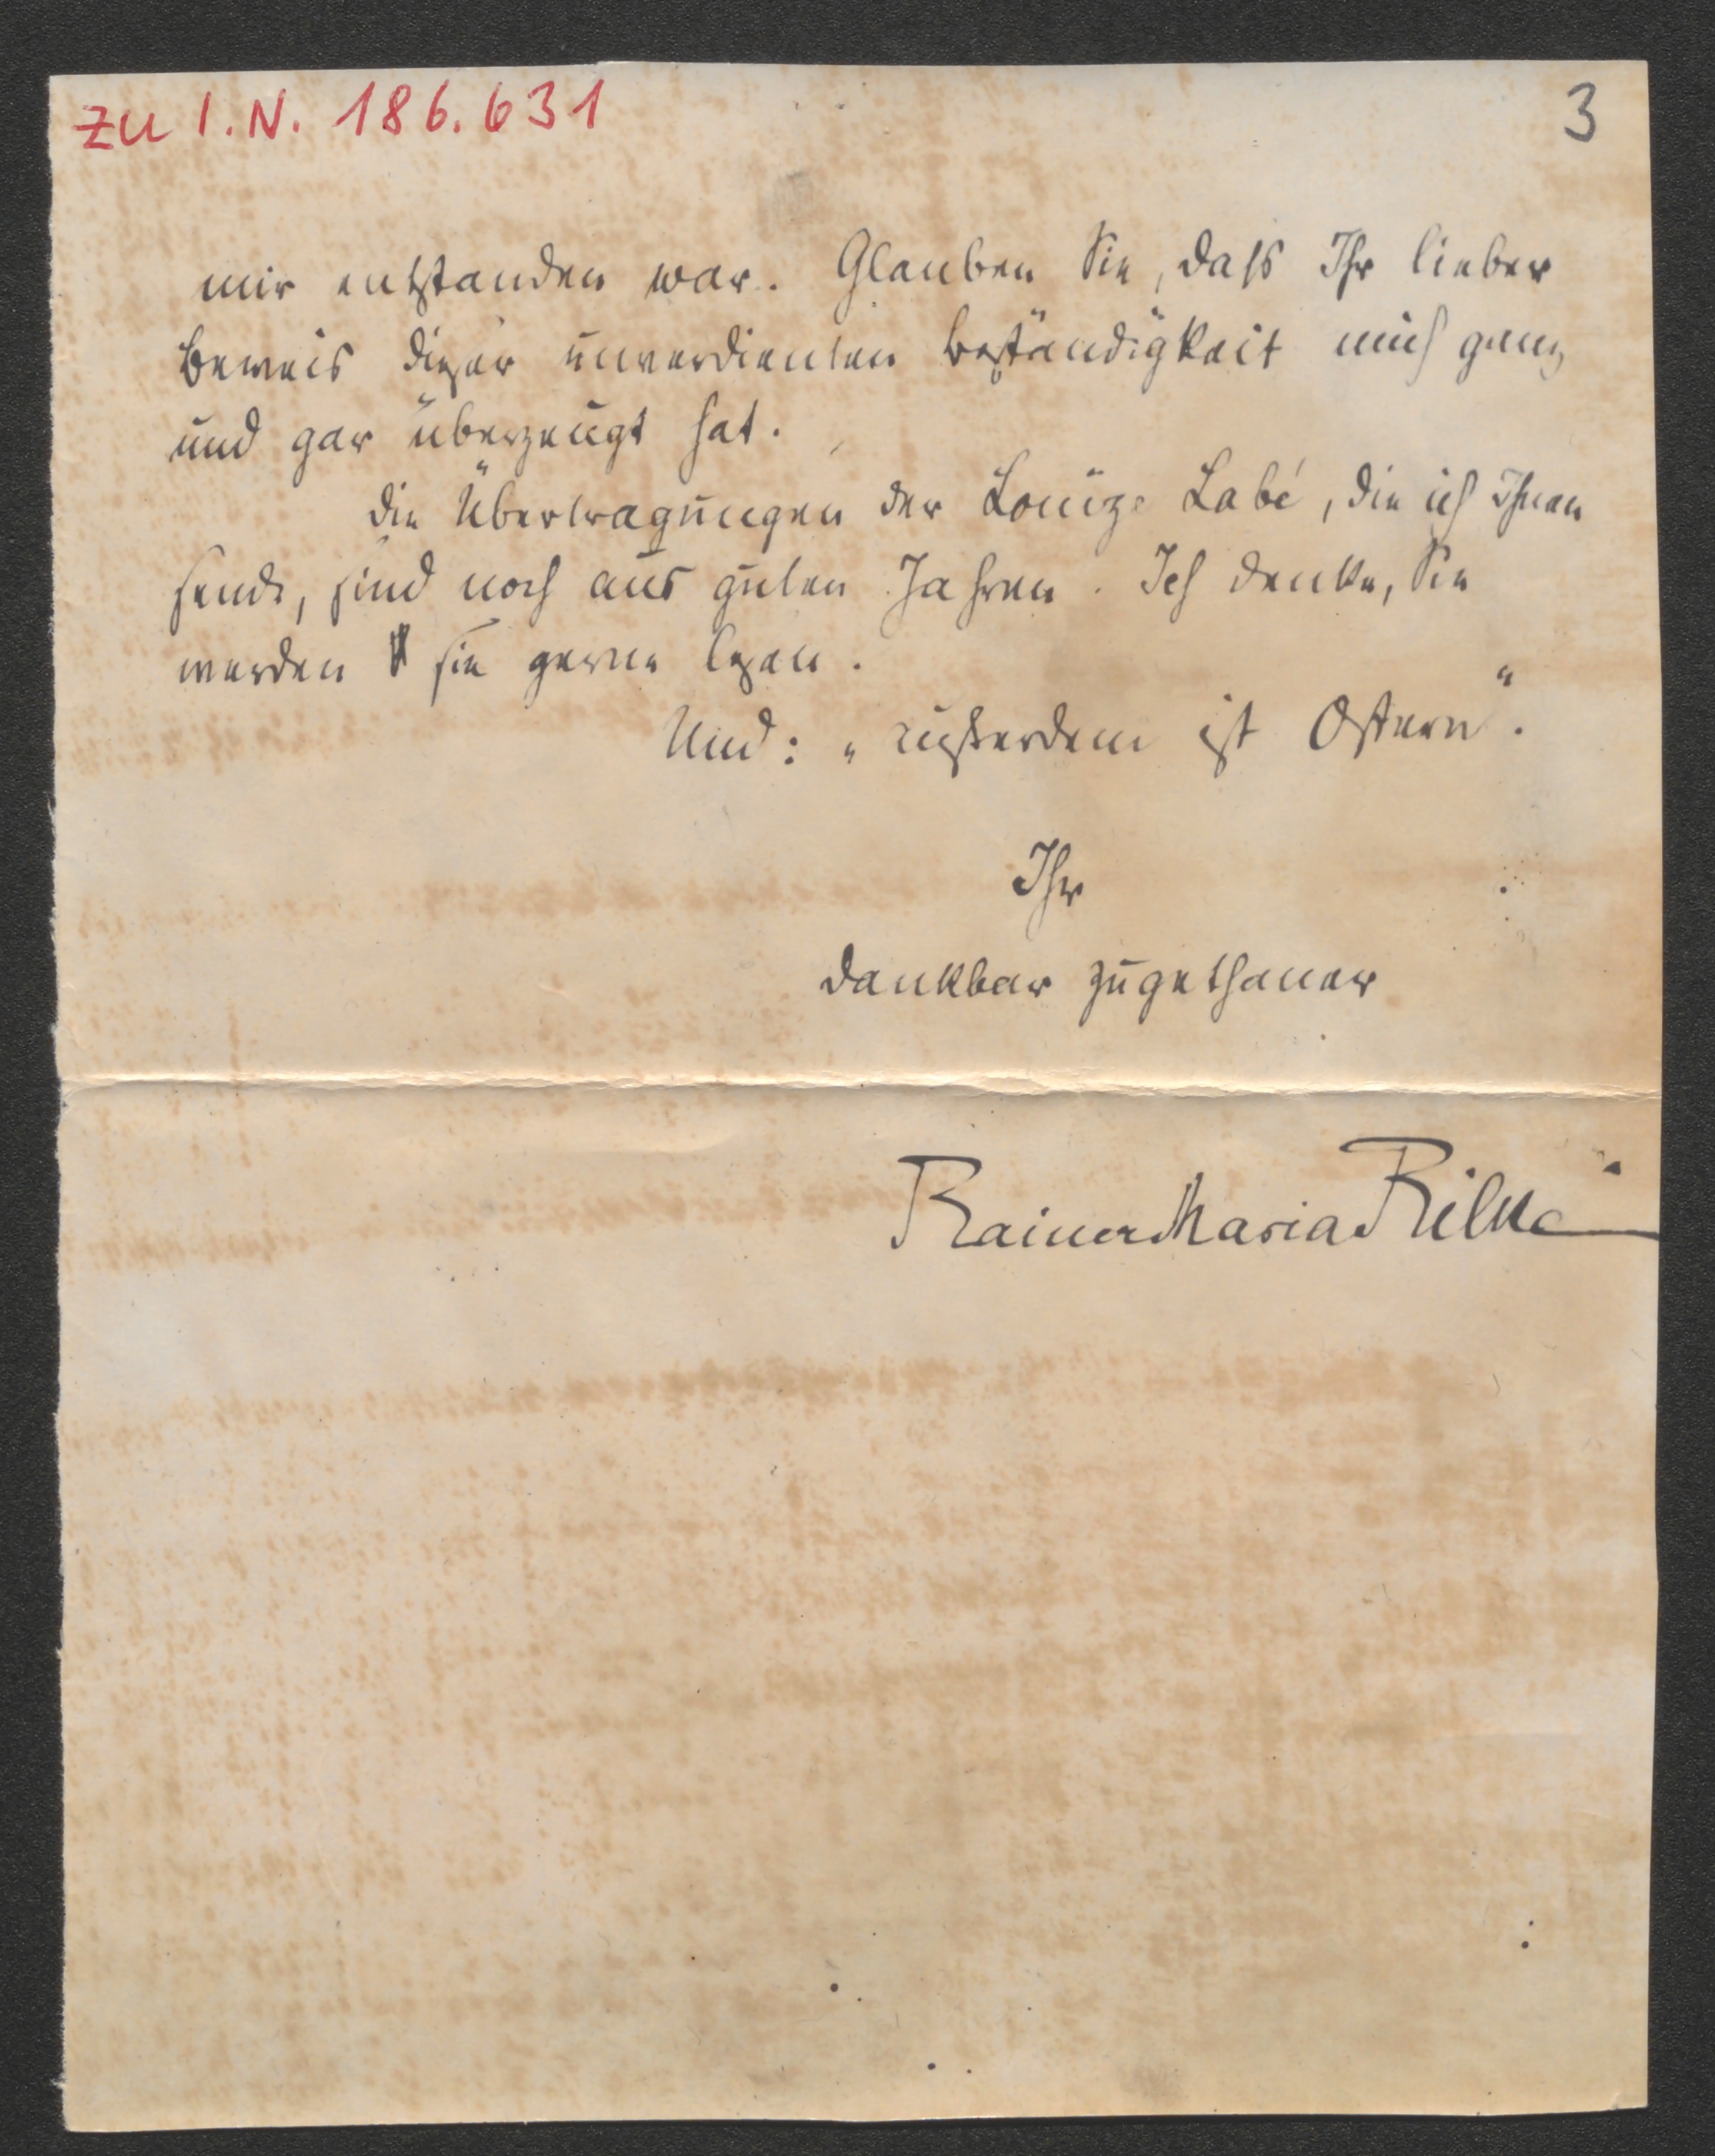 zu I.N. 186.631
3
mir entstanden war. Glauben Sie, dass Ihr lieber
Beweis dieser unverdienten Beständigkeit mich ganz
und gar überzeugt hat.
Die Übertragungen der Louize Labé, die ich Ihnen
sende, sind noch aus guten Jahren. Ich denke, Sie
werden sie gerne lesen.
Und: „ausserdem ist Ostern“.
Ihr
dankbar zugethaner
Rainer Maria Rilke